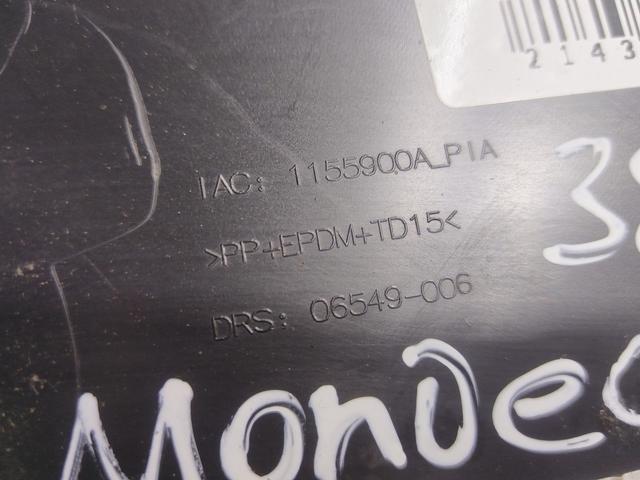 2143
IAC: 1155900A_PIA
>PP+EPDM+TD15<
DRS: 06549-006
Mondeo